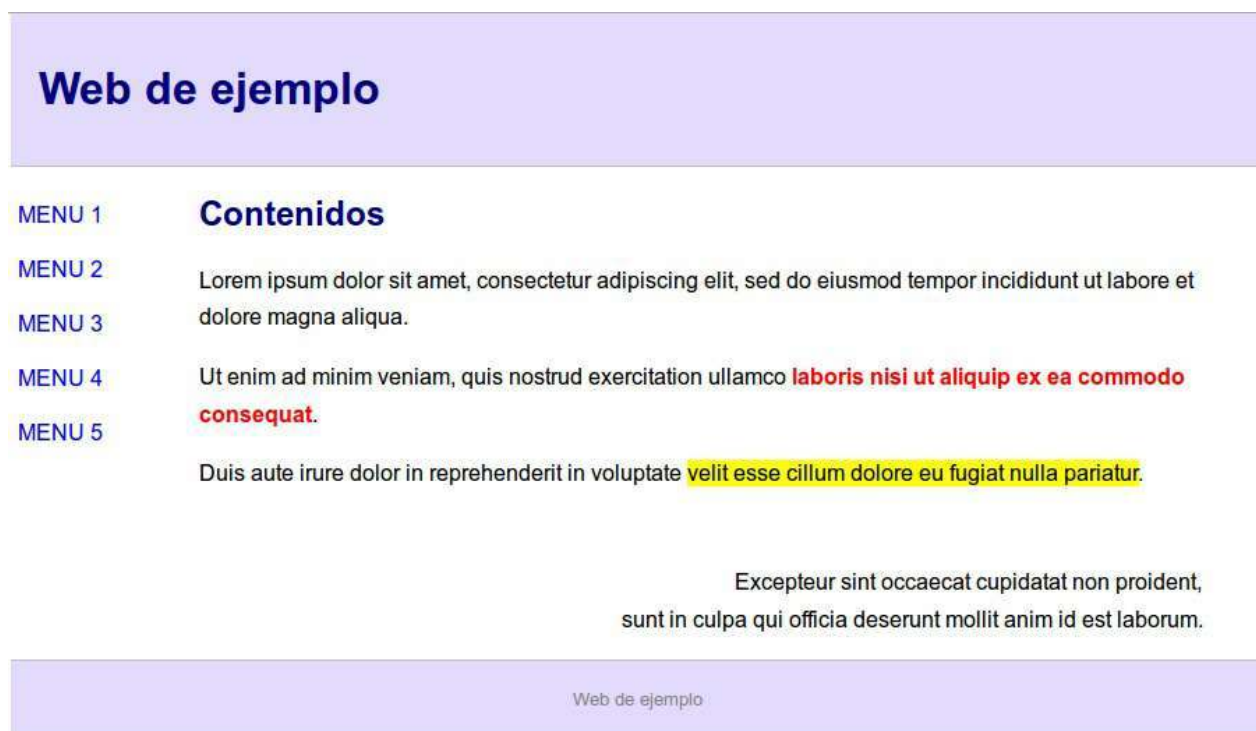 Web de ejemplo
MENU 1
MENU 2
MENU 3
MENU 4
MENU 5
Contenidos
Lorem ipsum dolor sit amet, consectetur adipiscing elit, sed do eiusmod tempor incididunt ut labore et
dolore magna aliqua.
Ut enim ad minim veniam, quis nostrud exercitation ullamco laboris nisi ut aliquip ex ea commodo
consequat.
Duis aute irure dolor in reprehenderit in voluptate velit esse cillum dolore eu fugiat nulla pariatur.
Excepteur sint occaecat cupidatat non proident,
sunt in culpa qui officia deserunt mollit anim id est laborum.
Web de ejemplo